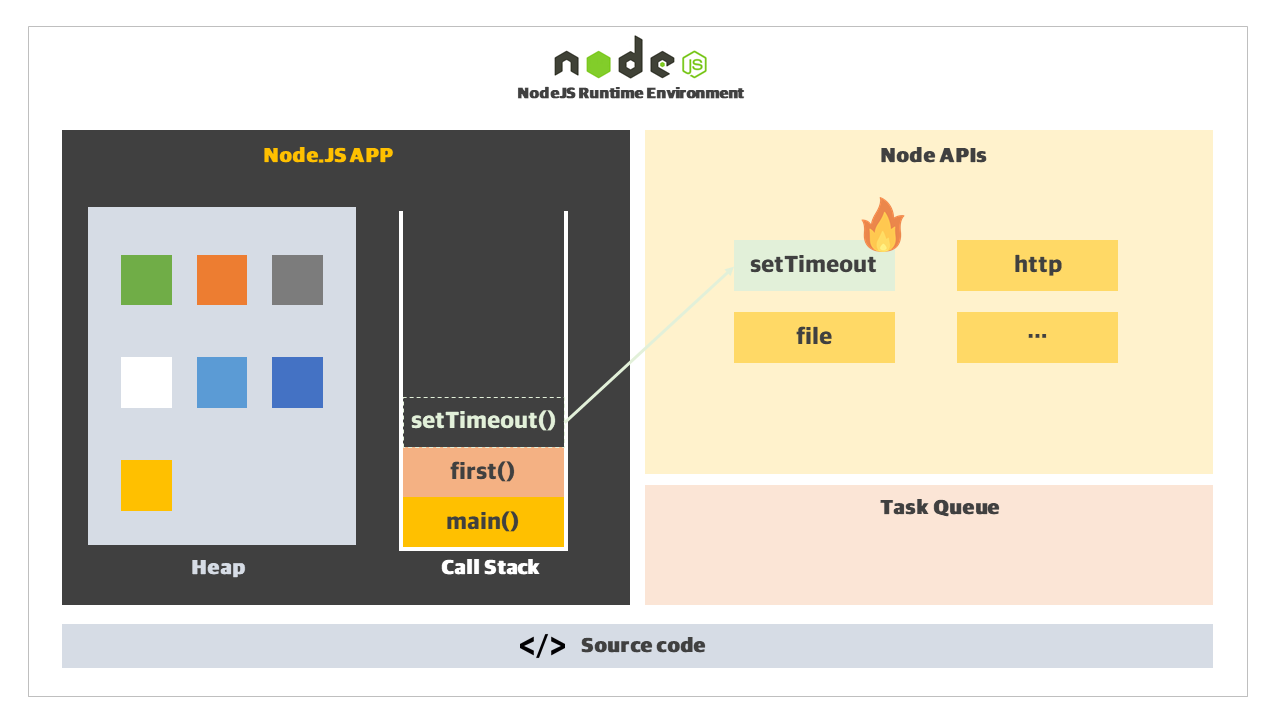 node
JS
NodeJS Runtime Environment
Node.JS APP
Node APIs
setTimeout
http
file
...
setTimeout()
first()
main()
Heap
Call Stack
Task Queue
</> Source code